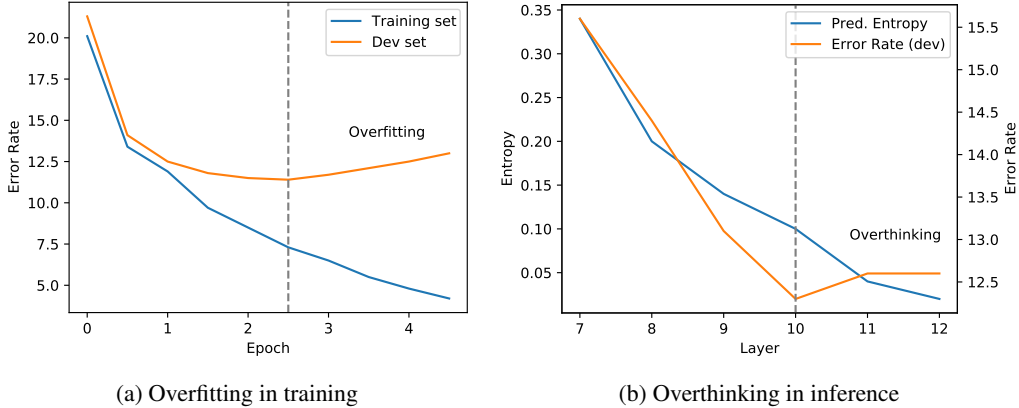 Training set
Dev set
Overfitting
20.0
17.5
15.0
12.5
10.0
7.5
5.0
Error Rate
0
1
2
3
4
Epoch
(a) Overfitting in training
Pred. Entropy
Error Rate (dev)
Overthinking
0.35
0.30
0.25
0.20
0.15
0.10
0.05
Entropy
15.5
15.0
14.5
14.0
13.5
13.0
12.5
Error Rate
7
8
9
10
11
12
Layer
(b) Overthinking in inference